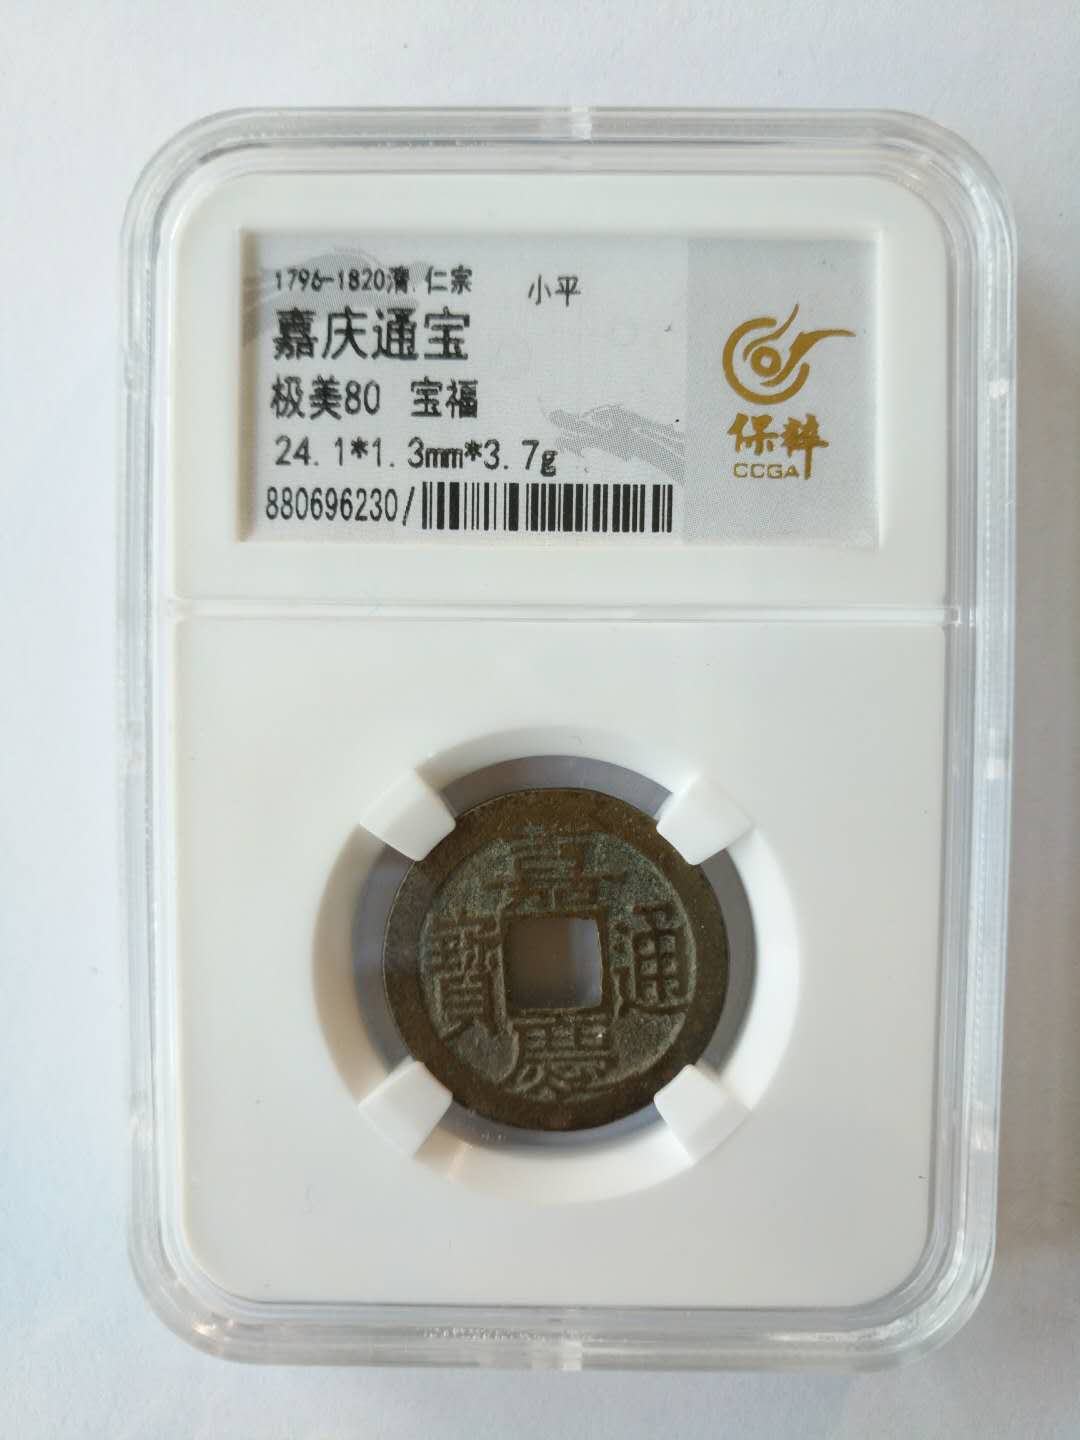 1796-1820清.仁宗 小平
嘉庆通宝
极美80 宝福
24.1*1.3mm*3.7g
880696230/
保粹
CCGA
嘉慶通寳